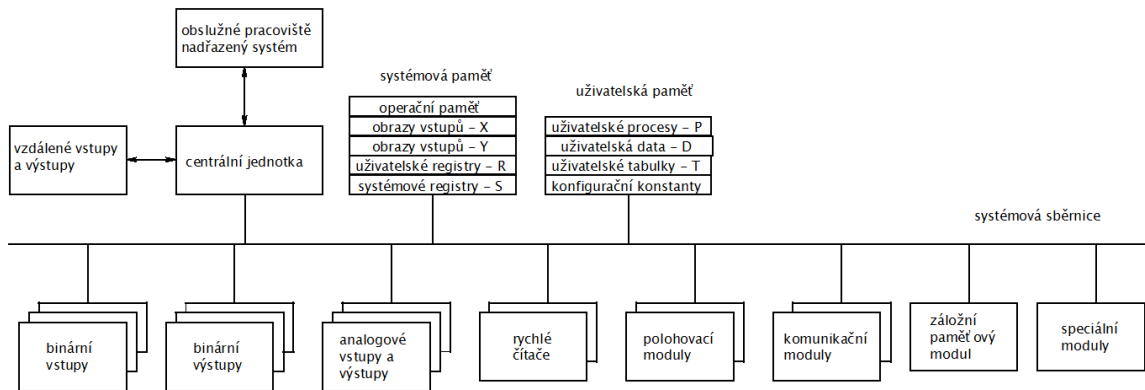 obslužné pracoviště
nadřazený systém
systémová paměť
uživatelská paměť
operační paměť
obrazy vstupů – X
obrazy vstupů – Y
uživatelské registry – R
systémové registry – S
uživatelské procesy – P
uživatelská data – D
uživatelské tabulky – T
konfigurační konstanty
vzdálené vstupy
a výstupy
centrální jednotka
systémová sběrnice
binární
vstupy
binární
výstupy
analogové
vstupy a
výstupy
rychlé
čítače
polohovací
moduly
komunikační
moduly
záložní
paměť ový
modul
speciální
moduly